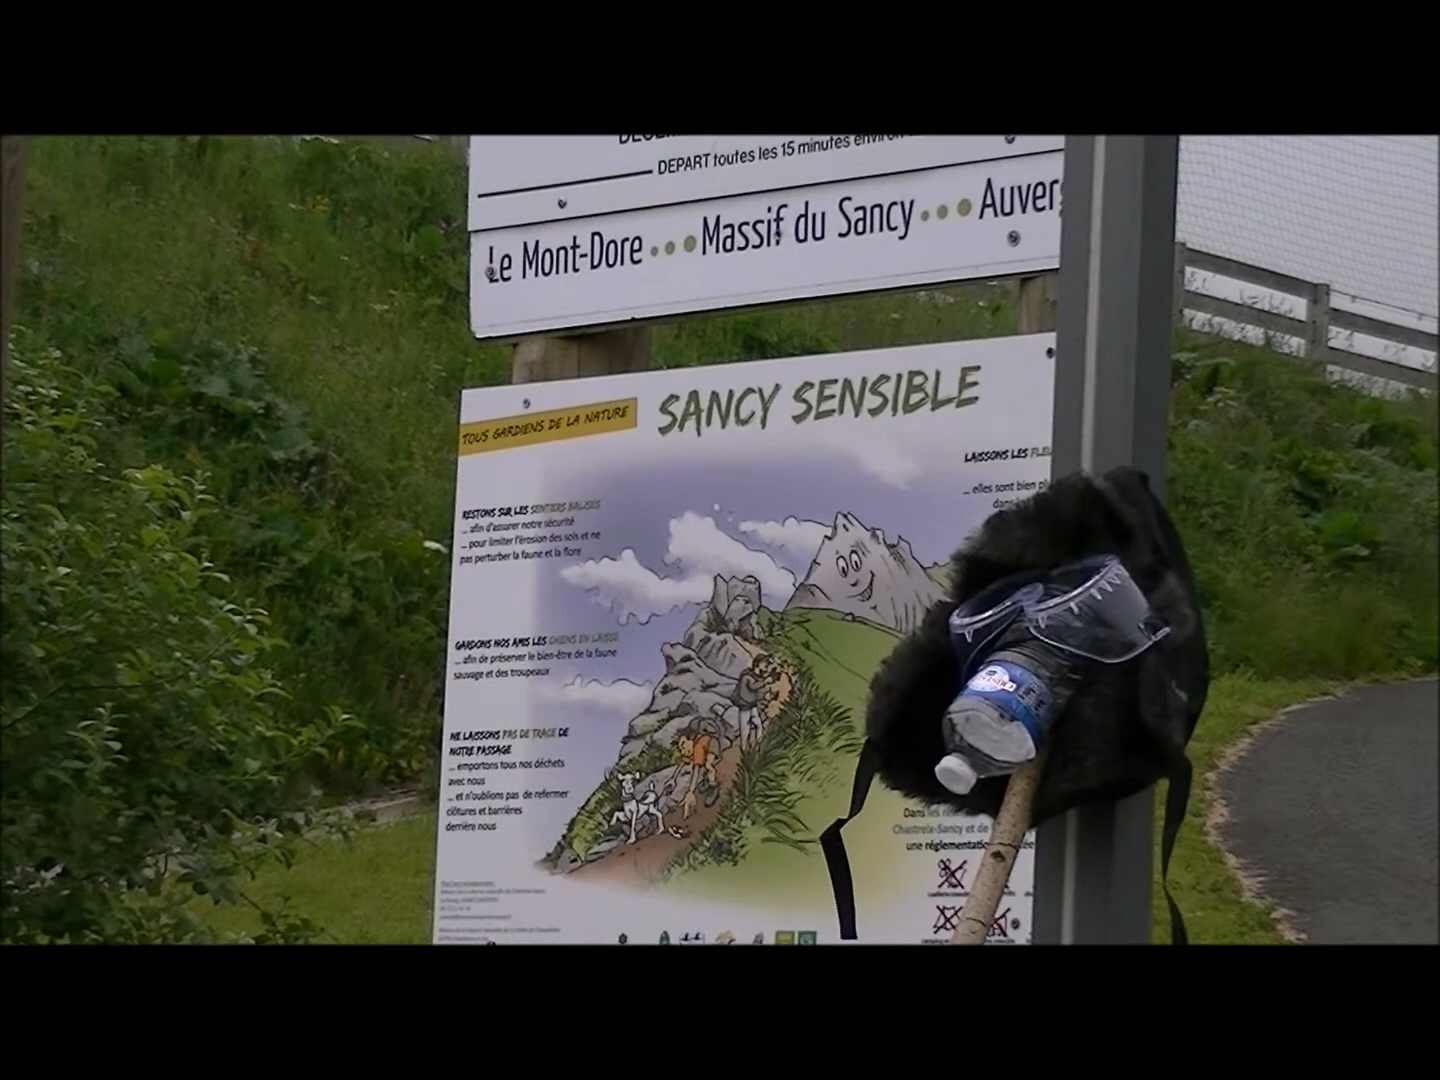 DEPART toutes les 15 minutes environ
Le Mont-Dore ••• Massif du Sancy ••• Auver
TOUS GARDIENS DE LA NATURE
SANCY SENSIBLE
LAISSONS LES
... elles sont bien
RESTONS SUR LES SENTIERS BALISÉS
... afin d'assurer notre sécurité
... pour limiter l'érosion des sols et ne
pas perturber la faune et la flore
GARDONS NOS AMIS LES CHIENS EN LAISSE
... afin de préserver le bien-être de la faune
sauvage et des troupeaux
NE LAISSONS PAS DE TRACE DE
NOTRE PASSAGE
... emportons tous nos déchets
avec nous
... et n'oublions pas de refermer
clôtures et barrières
derrière nous
Dans les
Chastreix-Sancy et de
une réglementation